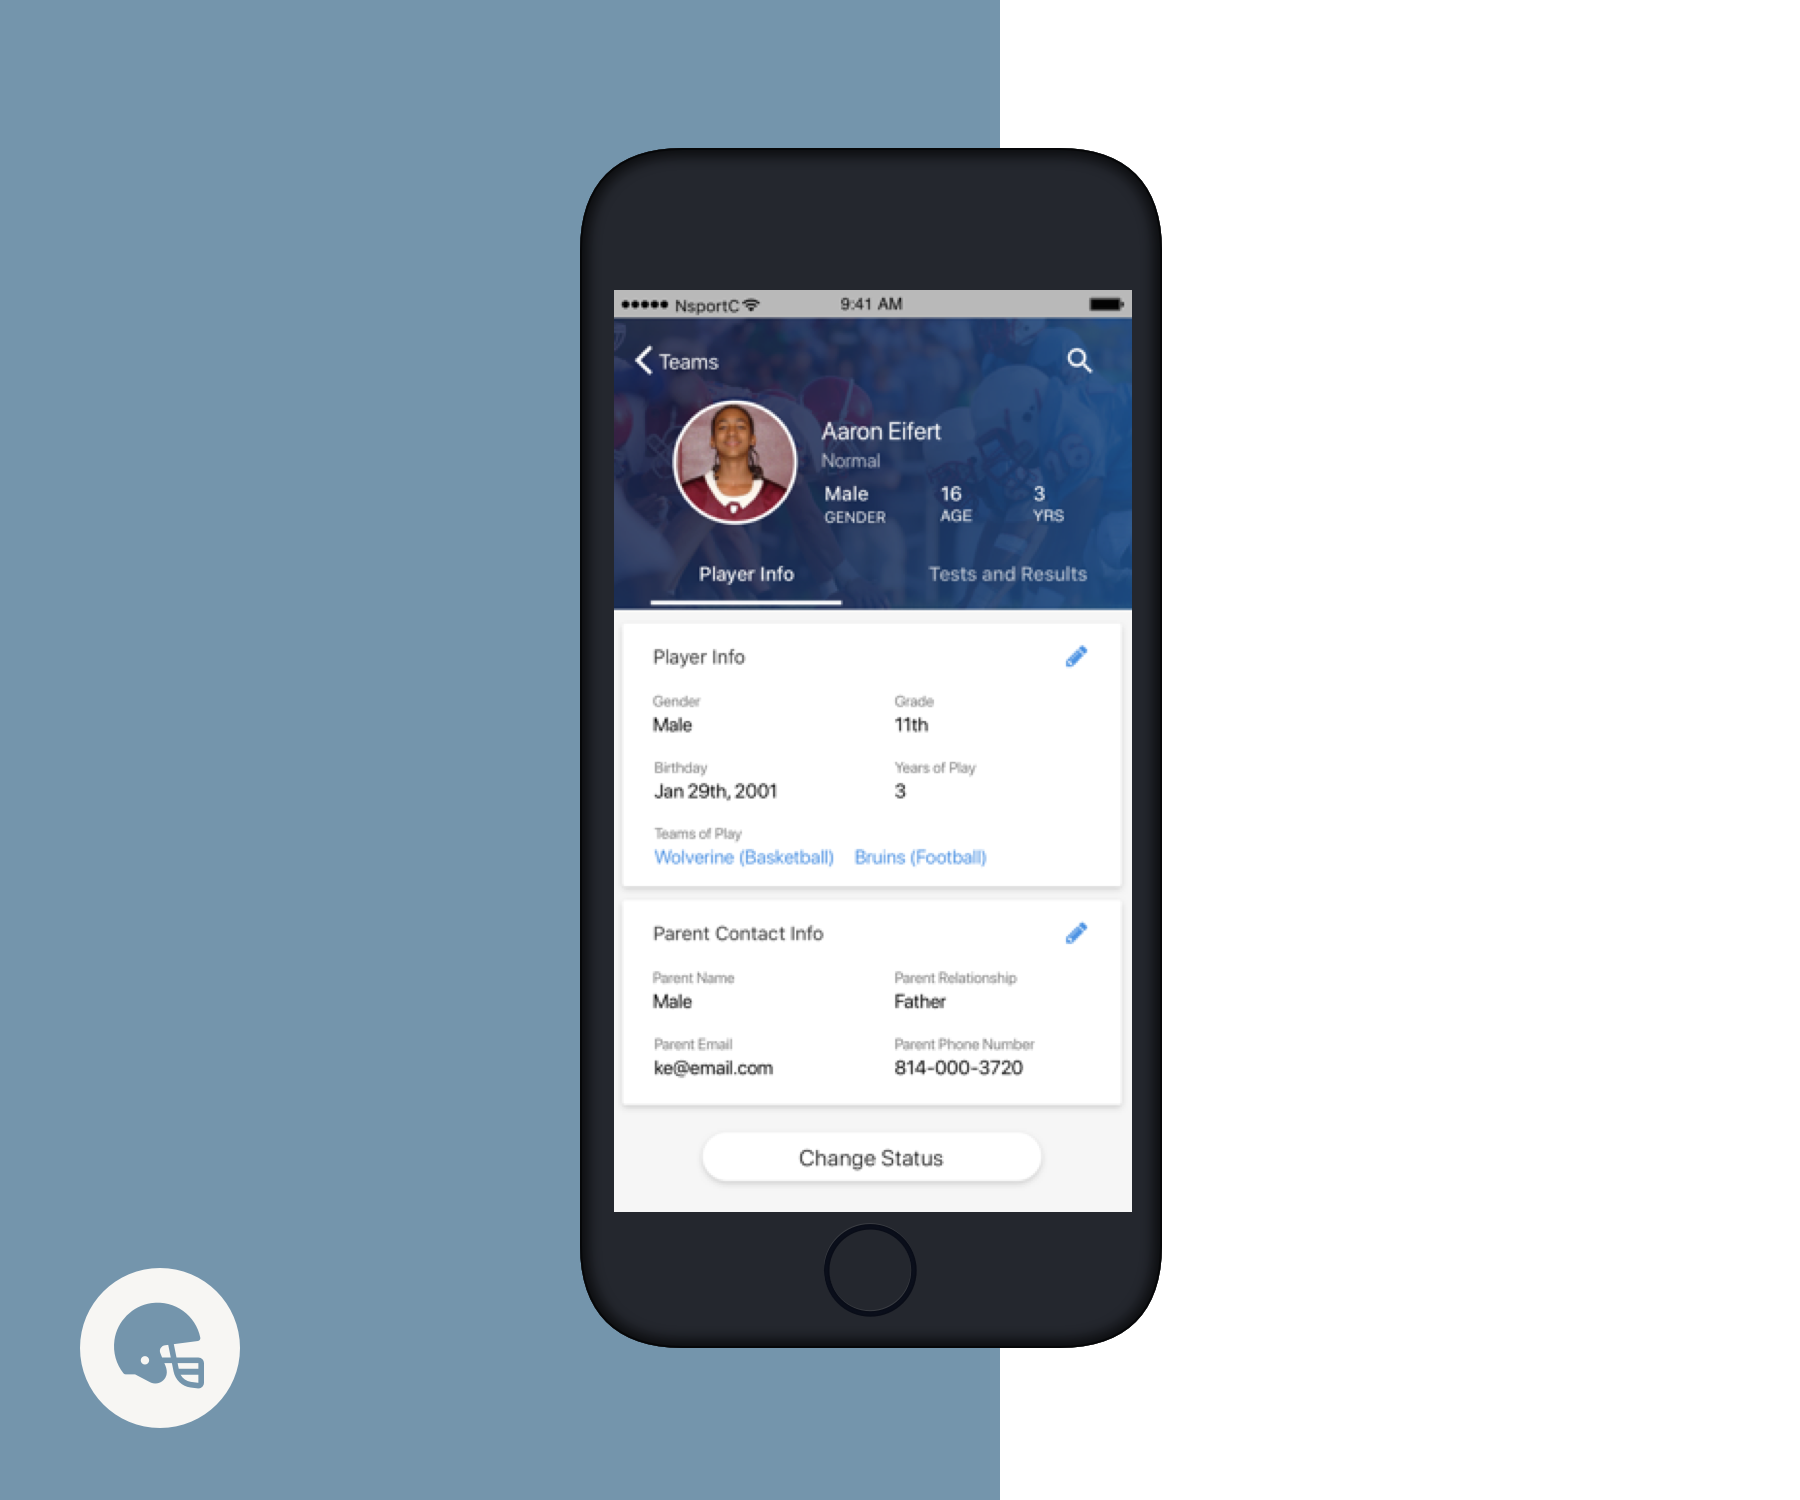 NsportC 9:41 AM
Teams
Aaron Eifert
Normal
Male 16 3
GENDER AGE YRS
Player Info Tests and Results
Player Info
Gender Grade
Male 11th
Birthday Years of Play
Jan 29th, 2001 3
Teams of Play
Wolverine (Basketball) Bruins (Football)
Parent Contact Info
Parent Name Parent Relationship
Male Father
Parent Email Parent Phone Number
ke@email.com 814-000-3720
Change Status